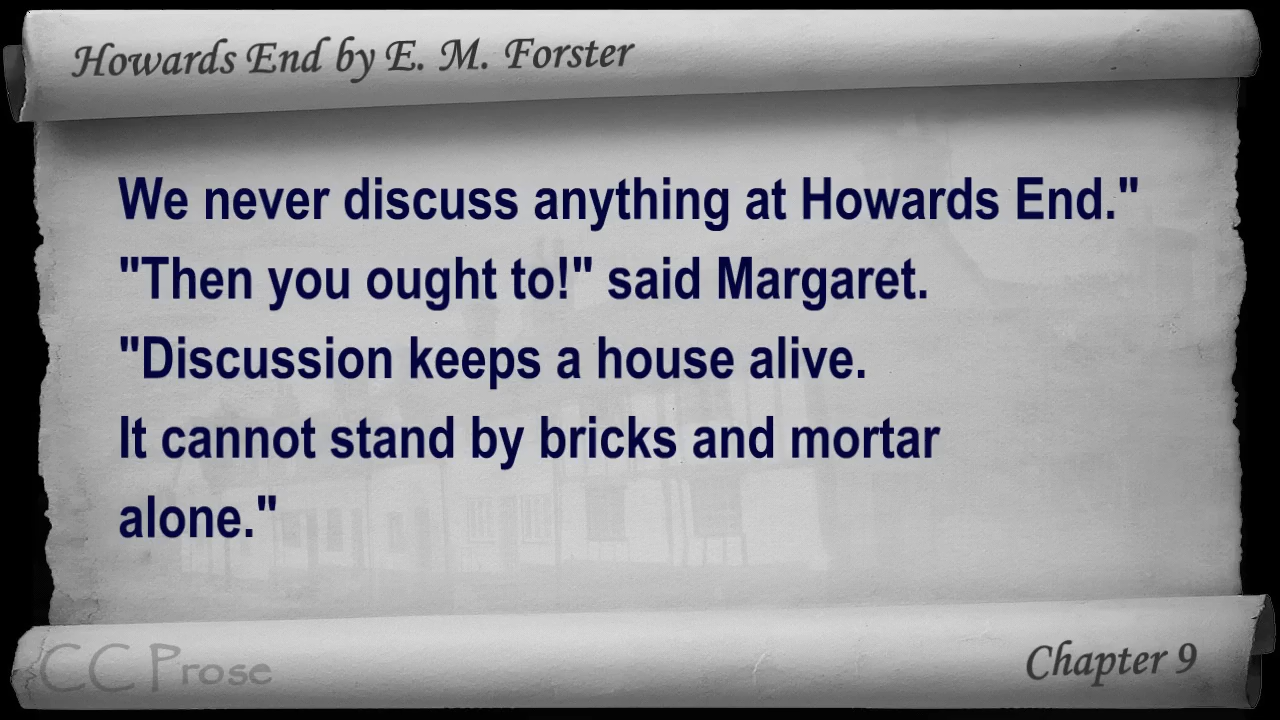 Howards End by E. M. Forster
We never discuss anything at Howards End."
"Then you ought to!" said Margaret.
"Discussion keeps a house alive.
It cannot stand by bricks and mortar
alone."
CC Prose
Chapter 9